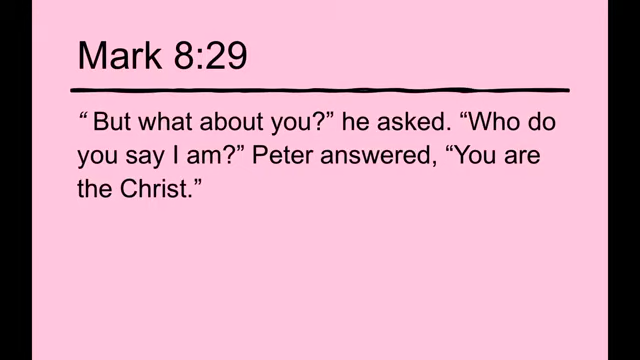 Mark 8:29
“ But what about you?” he asked. “Who do
you say I am?” Peter answered, “You are
the Christ.”